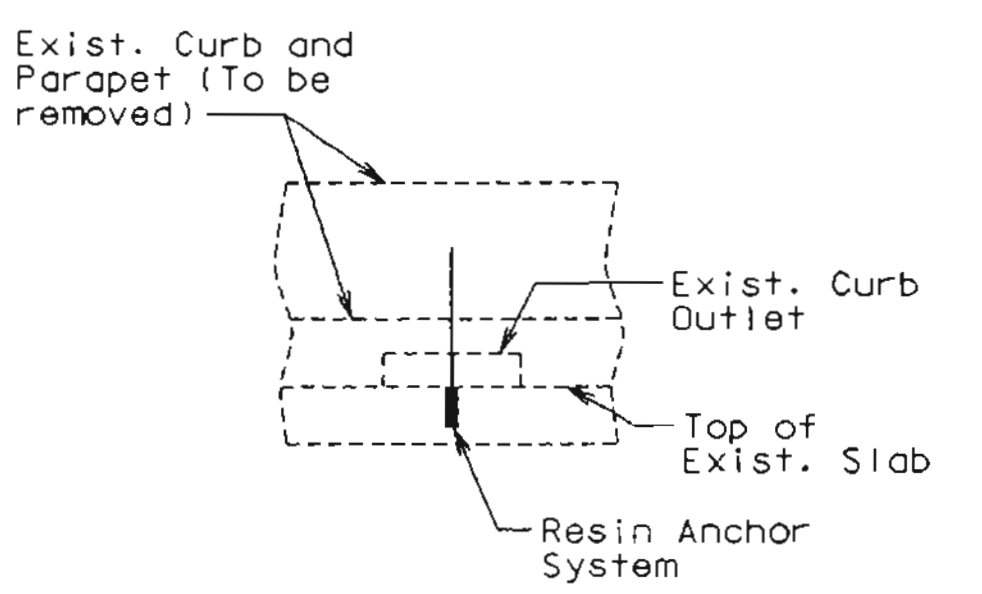 Exist. Curb and
Parapet (To be
removed)
Exist. Curb
Outlet
Top of
Exist. Slab
Resin Anchor
System